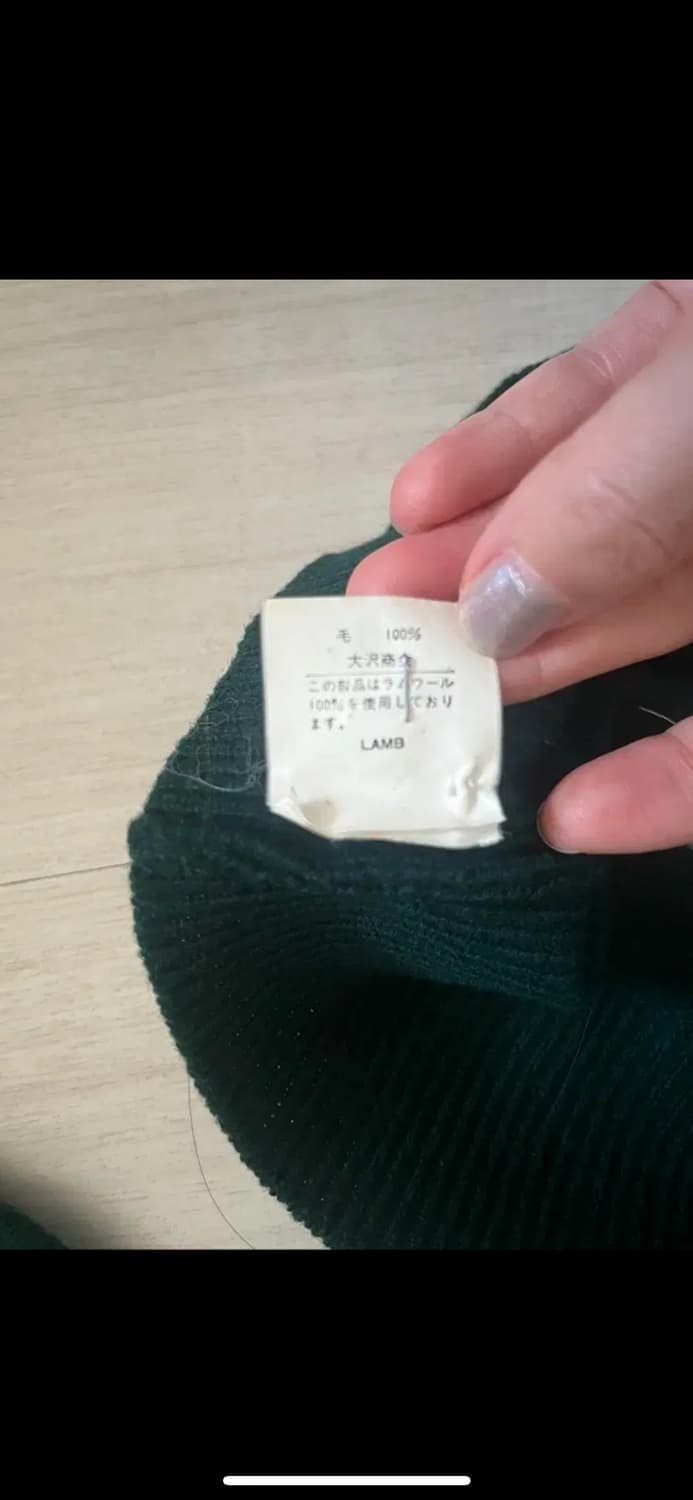 毛 100%
大沢商会
この製品はラムウール
100%を使用しており
ます。
LAMB